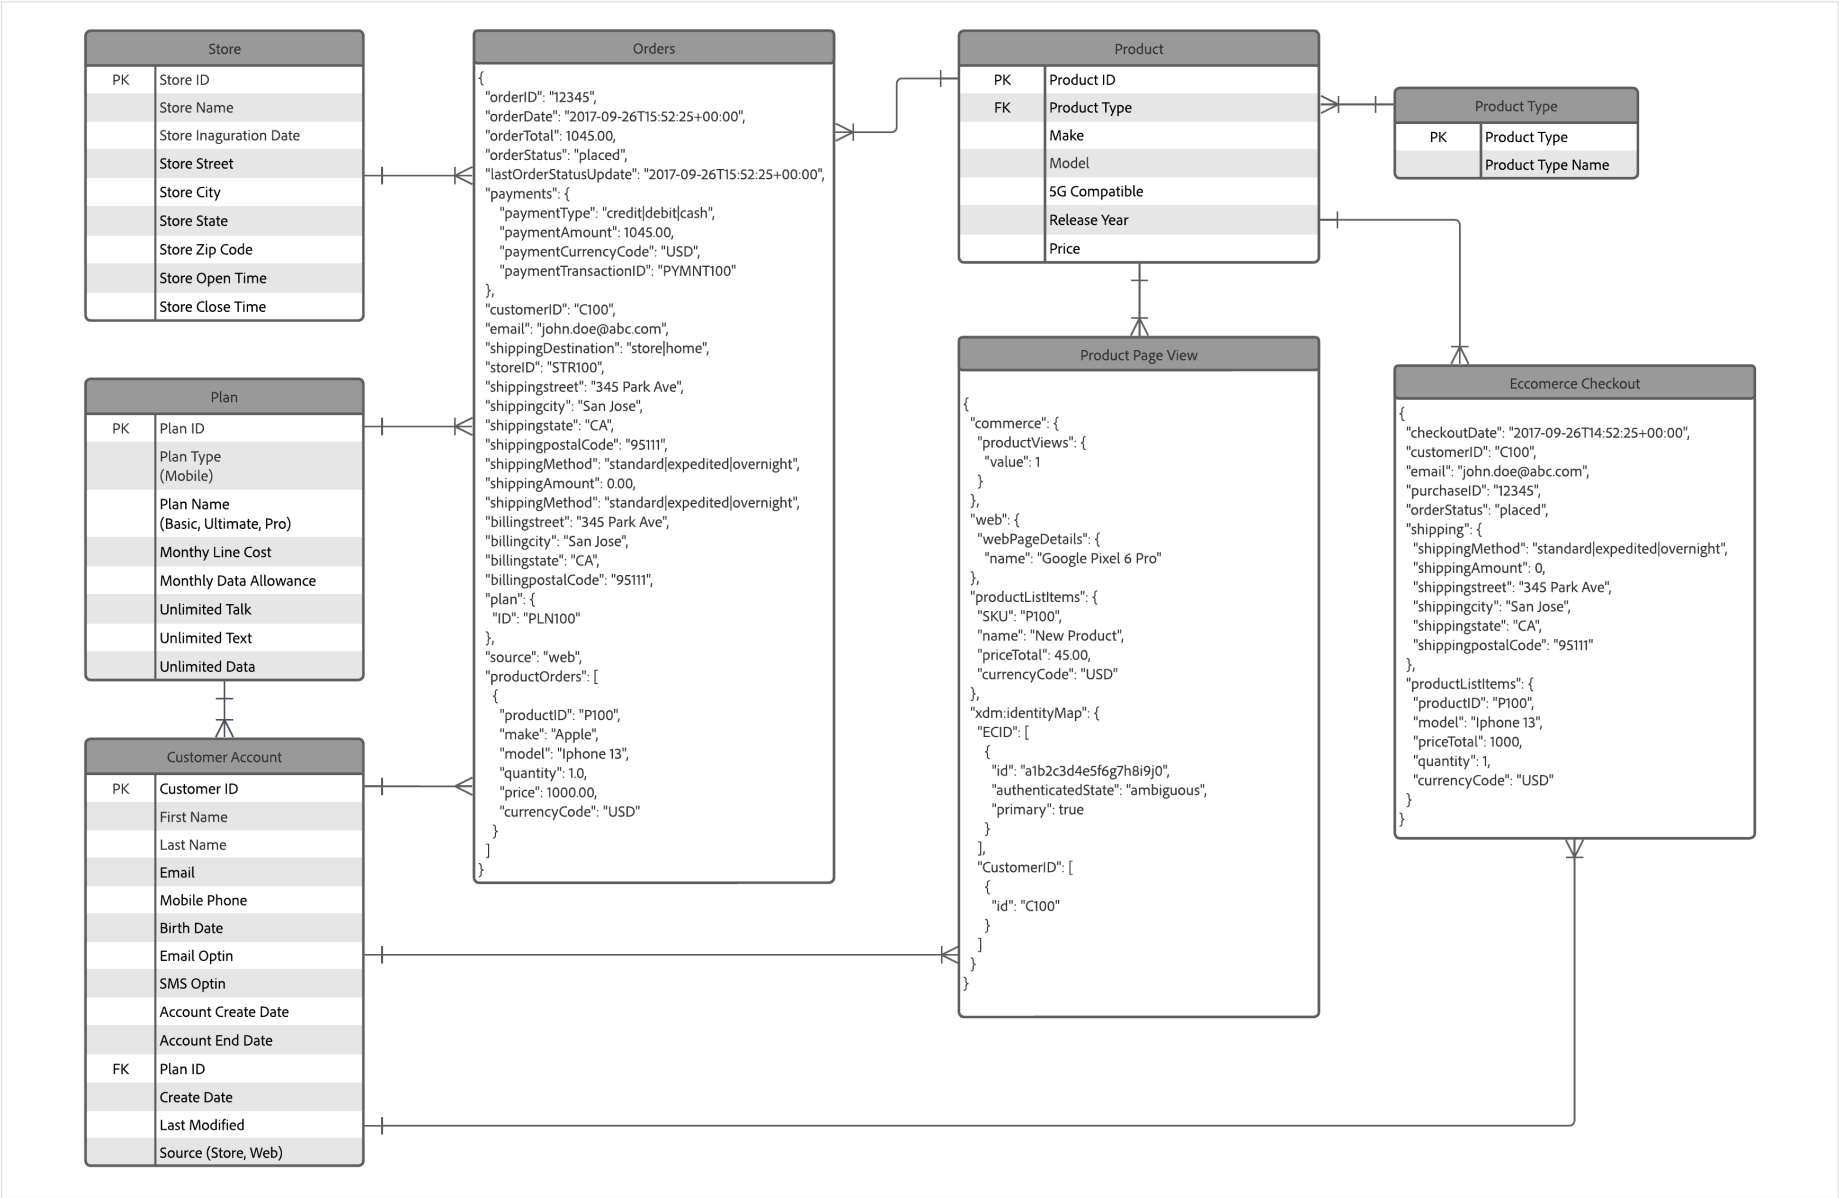 Store
PK Store ID
Store Name
Store Inaguration Date
Store Street
Store City
Store State
Store Zip Code
Store Open Time
Store Close Time
Plan
PK Plan ID
Plan Type
(Mobile)
Plan Name
(Basic, Ultimate, Pro)
Monthy Line Cost
Monthly Data Allowance
Unlimited Talk
Unlimited Text
Unlimited Data
Customer Account
PK Customer ID
First Name
Last Name
Email
Mobile Phone
Birth Date
Email Optin
SMS Optin
Account Create Date
Account End Date
FK Plan ID
Create Date
Last Modified
Source (Store, Web)
Orders
{
"orderID": "12345",
"orderDate": "2017-09-26T15:52:25+00:00",
"orderTotal": 1045.00,
"orderStatus": "placed",
"lastOrderStatusUpdate": "2017-09-26T15:52:25+00:00",
"payments": {
"paymentType": "credit|debit|cash",
"paymentAmount": 1045.00,
"paymentCurrencyCode": "USD",
"paymentTransactionID": "PYMNT100"
},
"customerID": "C100",
"email": "john.doe@abc.com",
"shippingDestination": "store|home",
"storeID": "STR100",
"shippingstreet": "345 Park Ave",
"shippingcity": "San Jose",
"shippingstate": "CA",
"shippingpostalCode": "95111",
"shippingMethod": "standard|expedited|overnight",
"shippingAmount": 0.00,
"shippingMethod": "standard|expedited|overnight",
"billingstreet": "345 Park Ave",
"billingcity": "San Jose",
"billingstate": "CA",
"billingpostalCode": "95111",
"plan": {
"ID": "PLN100"
},
"source": "web",
"productOrders": [
{
"productID": "P100",
"make": "Apple",
"model": "Iphone 13",
"quantity": 1.0,
"price": 1000.00,
"currencyCode": "USD"
}
]
}
Product
PK Product ID
FK Product Type
Make
Model
5G Compatible
Release Year
Price
Product Type
PK Product Type
Product Type Name
Product Page View
{
"commerce": {
"productViews": {
"value": 1
}
},
"web": {
"webPageDetails": {
"name": "Google Pixel 6 Pro"
},
"productListItems": {
"SKU": "P100",
"name": "New Product",
"priceTotal": 45.00,
"currencyCode": "USD"
},
"xdm:identityMap": {
"ECID": [
{
"id": "a1b2c3d4e5f6g7h8i9j0",
"authenticatedState": "ambiguous",
"primary": true
}
],
"CustomerID": [
{
"id": "C100"
}
]
}
}
Eccomerce Checkout
{
"checkoutDate": "2017-09-26T14:52:25+00:00",
"customerID": "C100",
"email": "john.doe@abc.com",
"purchaseID": "12345",
"orderStatus": "placed",
"shipping": {
"shippingMethod": "standard|expedited|overnight",
"shippingAmount": 0,
"shippingstreet": "345 Park Ave",
"shippingcity": "San Jose",
"shippingstate": "CA",
"shippingpostalCode": "95111"
},
"productListItems": {
"productID": "P100",
"model": "Iphone 13",
"priceTotal": 1000,
"quantity": 1,
"currencyCode": "USD"
}
}